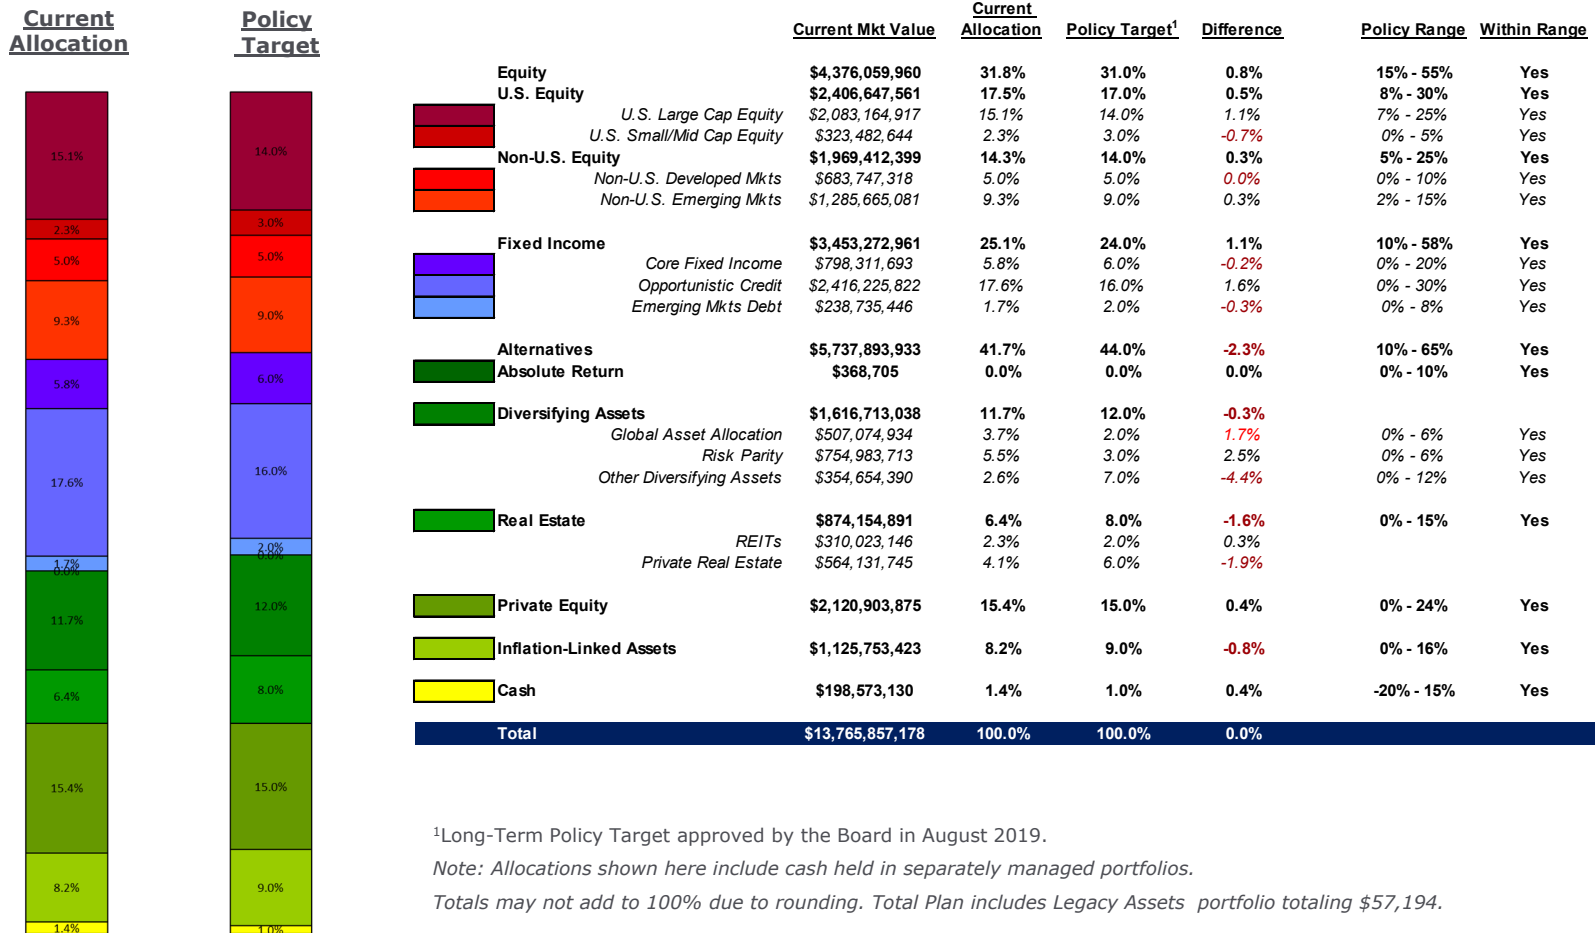 Current
Allocation
Policy
Target
15.1%
2.3%
5.0%
9.3%
5.8%
17.6%
1.7%
0.0%
11.7%
6.4%
15.4%
8.2%
1.4%
14.0%
3.0%
5.0%
9.0%
6.0%
16.0%
2.0%
0.0%
12.0%
8.0%
15.0%
9.0%
1.0%
Current Mkt Value Current Allocation Policy Target¹ Difference Policy Range Within Range
Equity $4,376,059,960 31.8% 31.0% 0.8% 15% - 55% Yes
U.S. Equity $2,406,647,561 17.5% 17.0% 0.5% 8% - 30% Yes
U.S. Large Cap Equity $2,083,164,917 15.1% 14.0% 1.1% 7% - 25% Yes
U.S. Small/Mid Cap Equity $323,482,644 2.3% 3.0% -0.7% 0% - 5% Yes
Non-U.S. Equity $1,969,412,399 14.3% 14.0% 0.3% 5% - 25% Yes
Non-U.S. Developed Mkts $683,747,318 5.0% 5.0% 0.0% 0% - 10% Yes
Non-U.S. Emerging Mkts $1,285,665,081 9.3% 9.0% 0.3% 2% - 15% Yes
Fixed Income $3,453,272,961 25.1% 24.0% 1.1% 10% - 58% Yes
Core Fixed Income $798,311,693 5.8% 6.0% -0.2% 0% - 20% Yes
Opportunistic Credit $2,416,225,822 17.6% 16.0% 1.6% 0% - 30% Yes
Emerging Mkts Debt $238,735,446 1.7% 2.0% -0.3% 0% - 8% Yes
Alternatives $5,737,893,933 41.7% 44.0% -2.3% 10% - 65% Yes
Absolute Return $368,705 0.0% 0.0% 0.0% 0% - 10% Yes
Diversifying Assets $1,616,713,038 11.7% 12.0% -0.3%
Global Asset Allocation $507,074,934 3.7% 2.0% 1.7% 0% - 6% Yes
Risk Parity $754,983,713 5.5% 3.0% 2.5% 0% - 6% Yes
Other Diversifying Assets $354,654,390 2.6% 7.0% -4.4% 0% - 12% Yes
Real Estate $874,154,891 6.4% 8.0% -1.6% 0% - 15% Yes
REITs $310,023,146 2.3% 2.0% 0.3%
Private Real Estate $564,131,745 4.1% 6.0% -1.9%
Private Equity $2,120,903,875 15.4% 15.0% 0.4% 0% - 24% Yes
Inflation-Linked Assets $1,125,753,423 8.2% 9.0% -0.8% 0% - 16% Yes
Cash $198,573,130 1.4% 1.0% 0.4% -20% - 15% Yes
Total $13,765,857,178 100.0% 100.0% 0.0%
¹Long-Term Policy Target approved by the Board in August 2019.
Note: Allocations shown here include cash held in separately managed portfolios.
Totals may not add to 100% due to rounding. Total Plan includes Legacy Assets portfolio totaling $57,194.